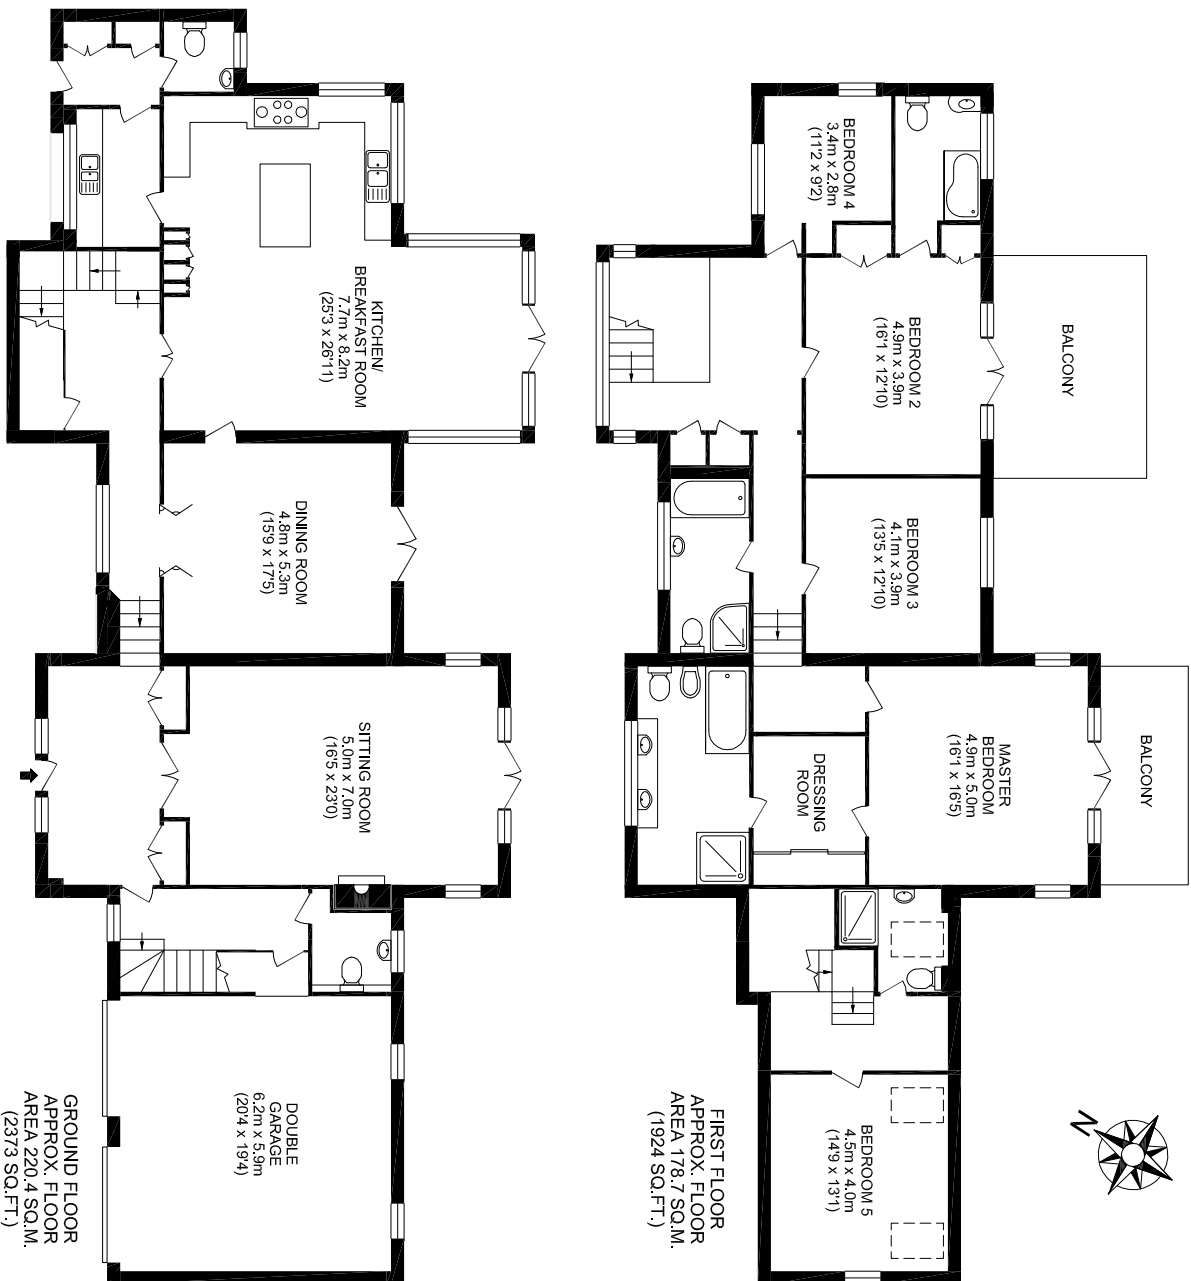 KITCHEN/
BREAKFAST ROOM
7.7m x 8.2m
(25'3 x 26'11)
DINING ROOM
4.8m x 5.3m
(15'9 x 17'5)
SITTING ROOM
5.0m x 7.0m
(16'5 x 23'0)
DOUBLE
GARAGE
6.2m x 5.9m
(20'4 x 19'4)
GROUND FLOOR
APPROX. FLOOR
AREA 220.4 SQ.M.
(2373 SQ.FT.)
BEDROOM 4
3.4m x 2.8m
(11'2 x 9'2)
BEDROOM 2
4.9m x 3.9m
(16'1 x 12'10)
BALCONY
BEDROOM 3
4.1m x 3.9m
(13'5 x 12'10)
MASTER
BEDROOM
4.9m x 5.0m
(16'1 x 16'5)
BALCONY
DRESSING
ROOM
BEDROOM 5
4.5m x 4.0m
(14'9 x 13'1)
FIRST FLOOR
APPROX. FLOOR
AREA 178.7 SQ.M.
(1924 SQ.FT.)
N